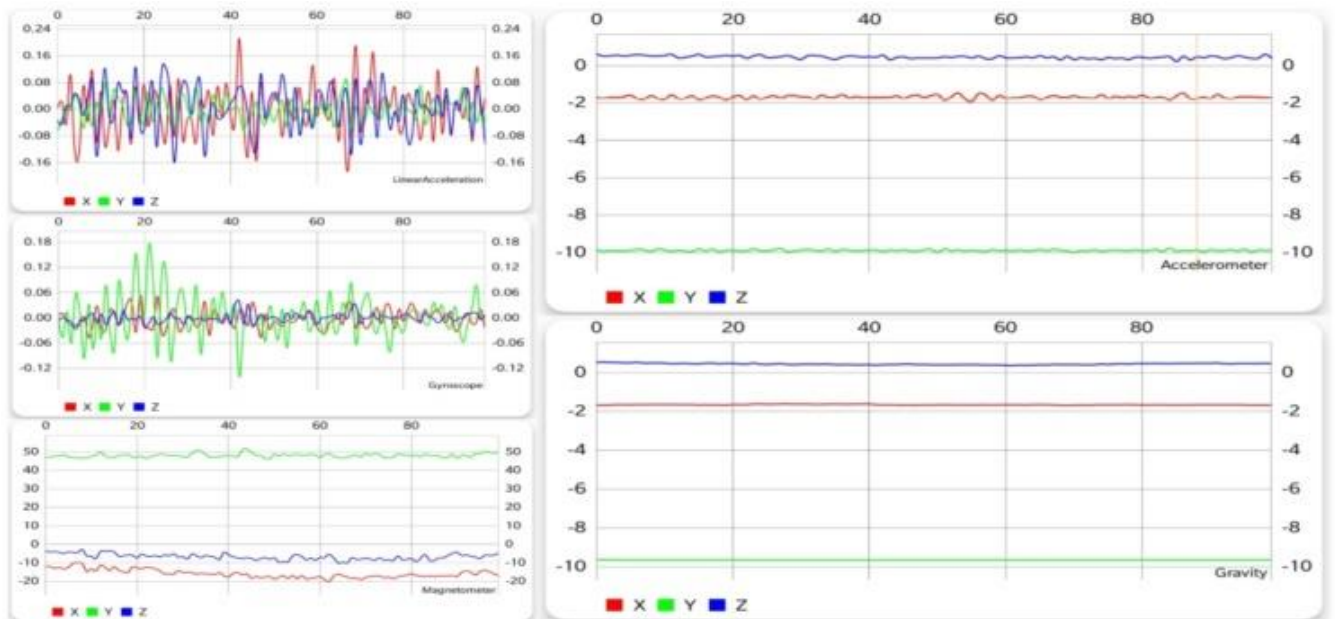 0 20 40 60 80
0.24 0.24
0.16 0.16
0.08 0.08
0.00 0.00
-0.08 -0.08
-0.16 -0.16
LinearAcceleration
X Y Z
0 20 40 60 80
0.18 0.18
0.12 0.12
0.06 0.06
0.00 0.00
-0.06 -0.06
-0.12 -0.12
Gyroscope
X Y Z
0 20 40 60 80
50 50
40 40
30 30
20 20
10 10
0 0
-10 -10
-20 -20
Magnetometer
X Y Z
0 20 40 60 80
0 0
-2 -2
-4 -4
-6 -6
-8 -8
-10 -10
Accelerometer
X Y Z
0 20 40 60 80
0 0
-2 -2
-4 -4
-6 -6
-8 -8
-10 -10
Gravity
X Y Z